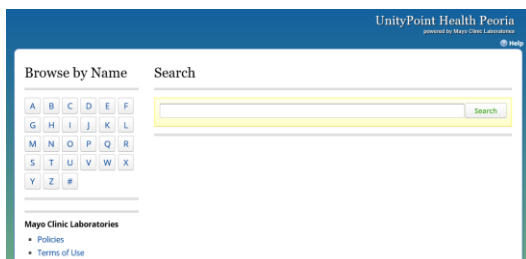 UnityPoint Health Peoria
powered by Mayo Clinic Laboratories
Help
Browse by Name
A B C D E F
G H I J K L
M N O P Q R
S T U V W X
Y Z #
Search
Search
Mayo Clinic Laboratories
Policies
Terms of Use